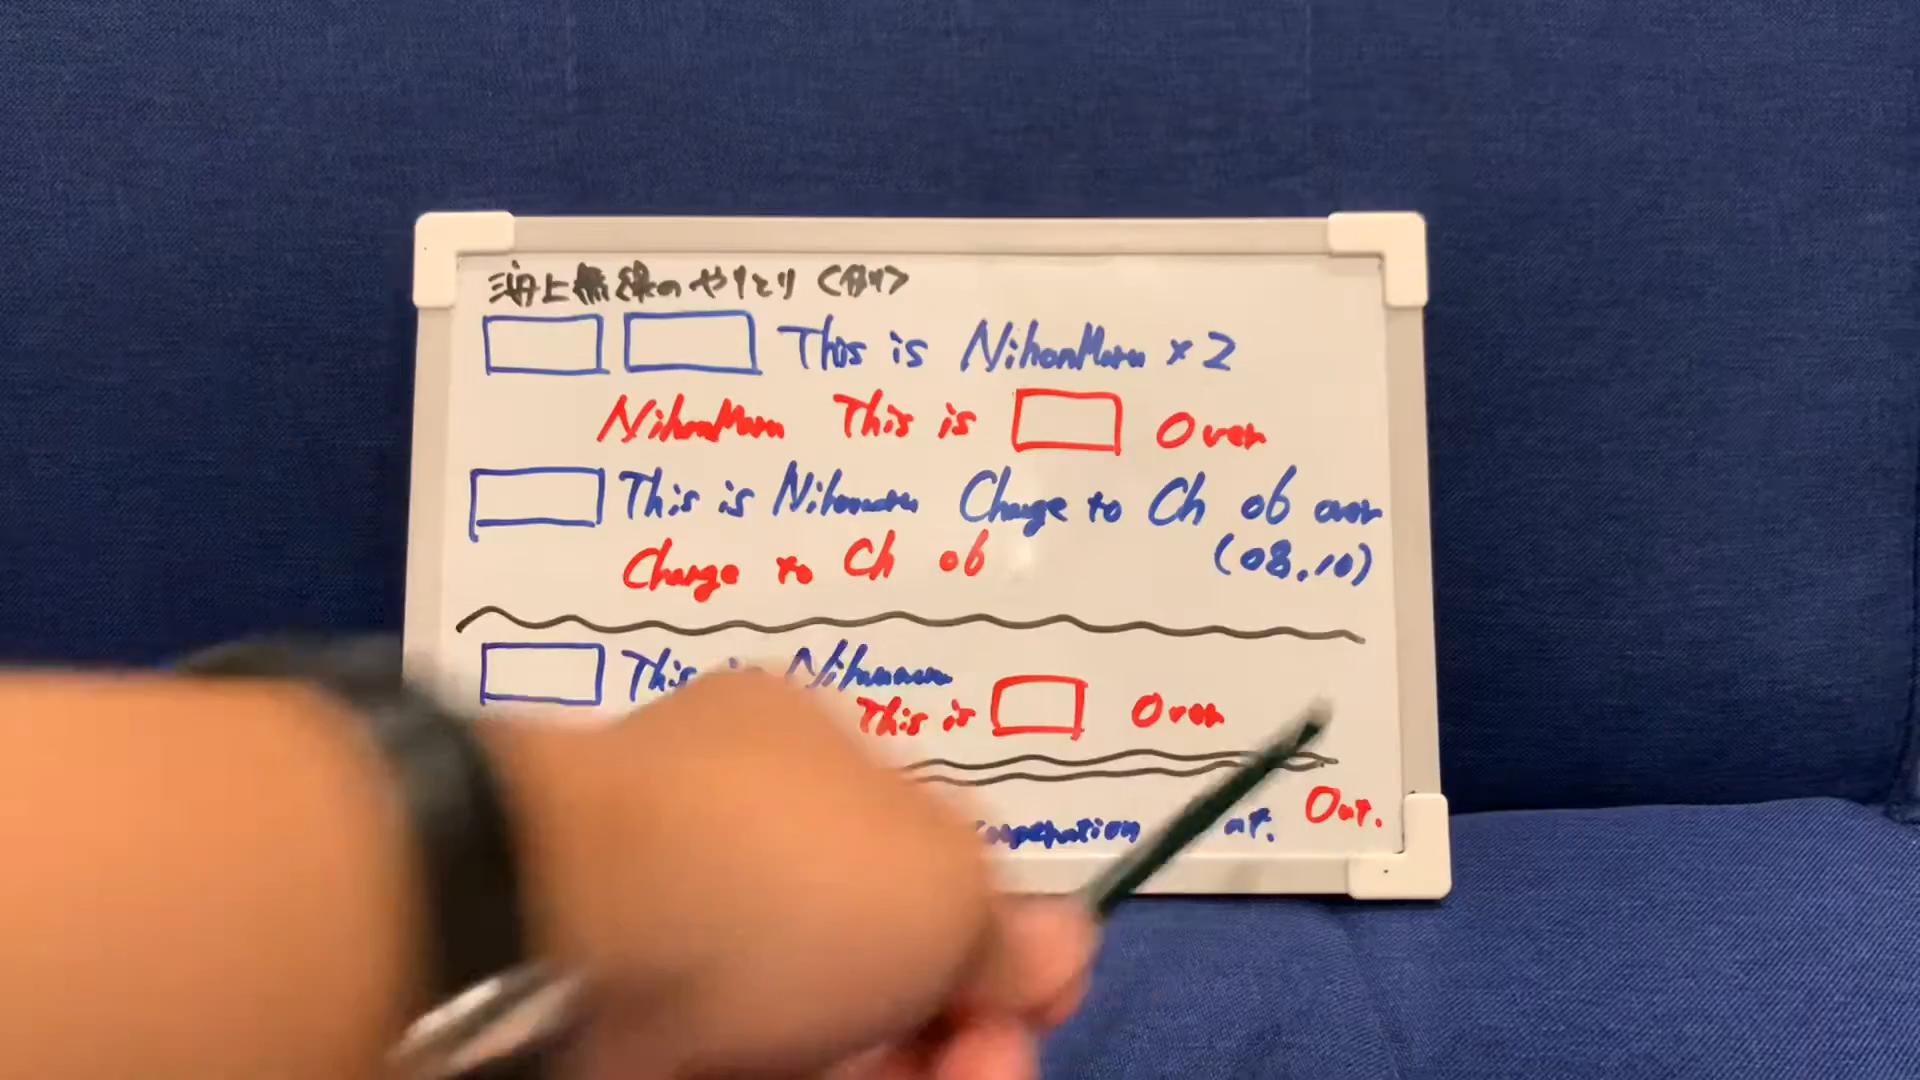 海上無線のやりとり <例>
This is NihonMaru × 2
NihonMaru This is Over
This is Nihonmaru Change to Ch 06 over
(08.10)
Change to Ch 06
This is Nihonmaru
This is Over
Out.